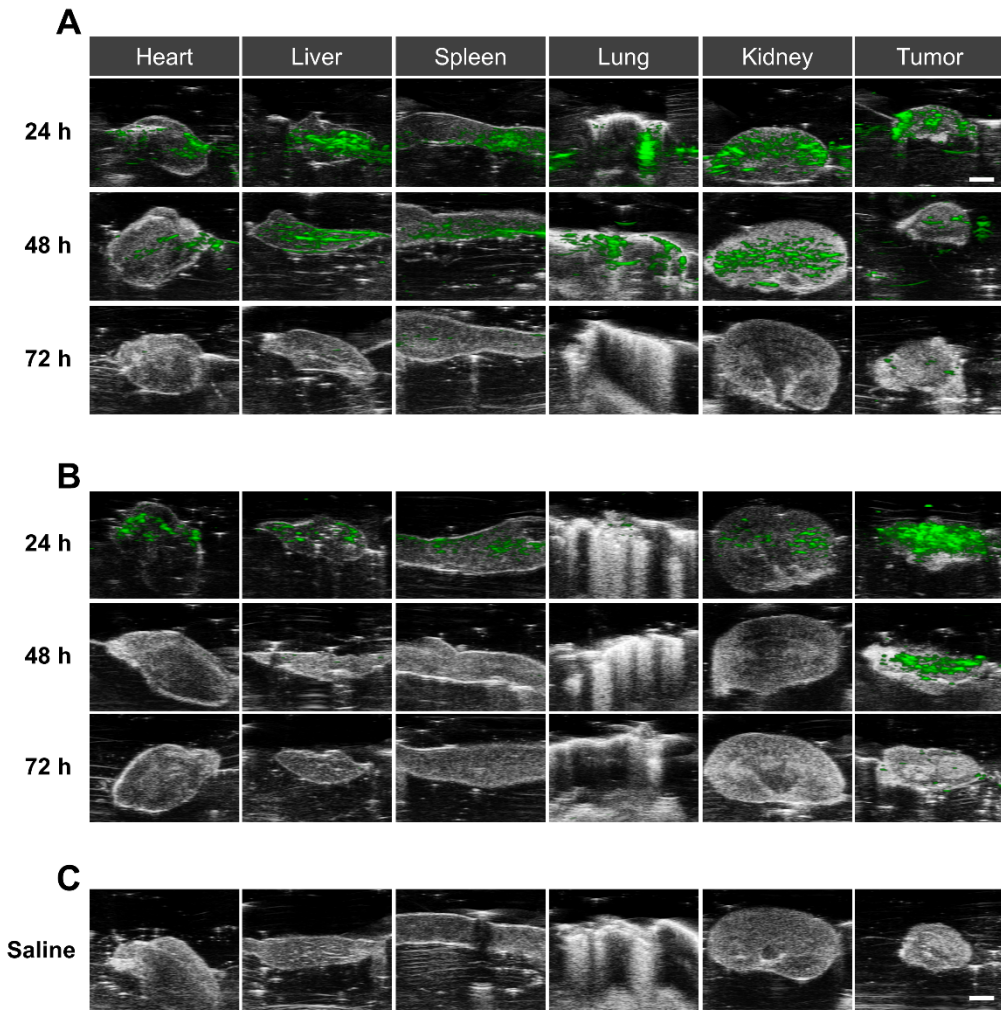 A
Heart Liver Spleen Lung Kidney Tumor
24 h
48 h
72 h
B
24 h
48 h
72 h
C
Saline